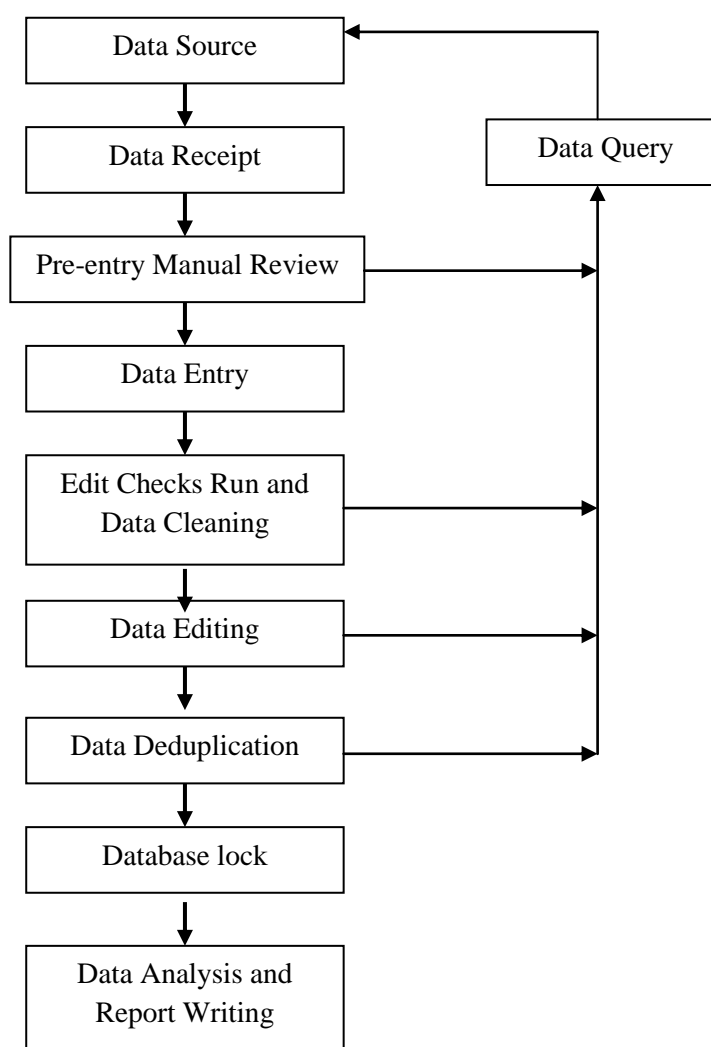 Data Source
Data Receipt
Data Query
Pre-entry Manual Review
Data Entry
Edit Checks Run and
Data Cleaning
Data Editing
Data Deduplication
Database lock
Data Analysis and
Report Writing